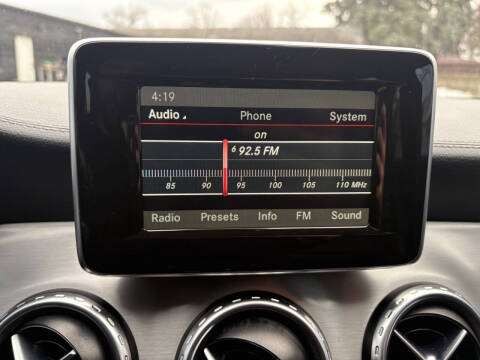 4:19
Audio Phone System
on
6 92.5 FM
85 90 95 100 105 110 MHz
Radio Presets Info FM Sound